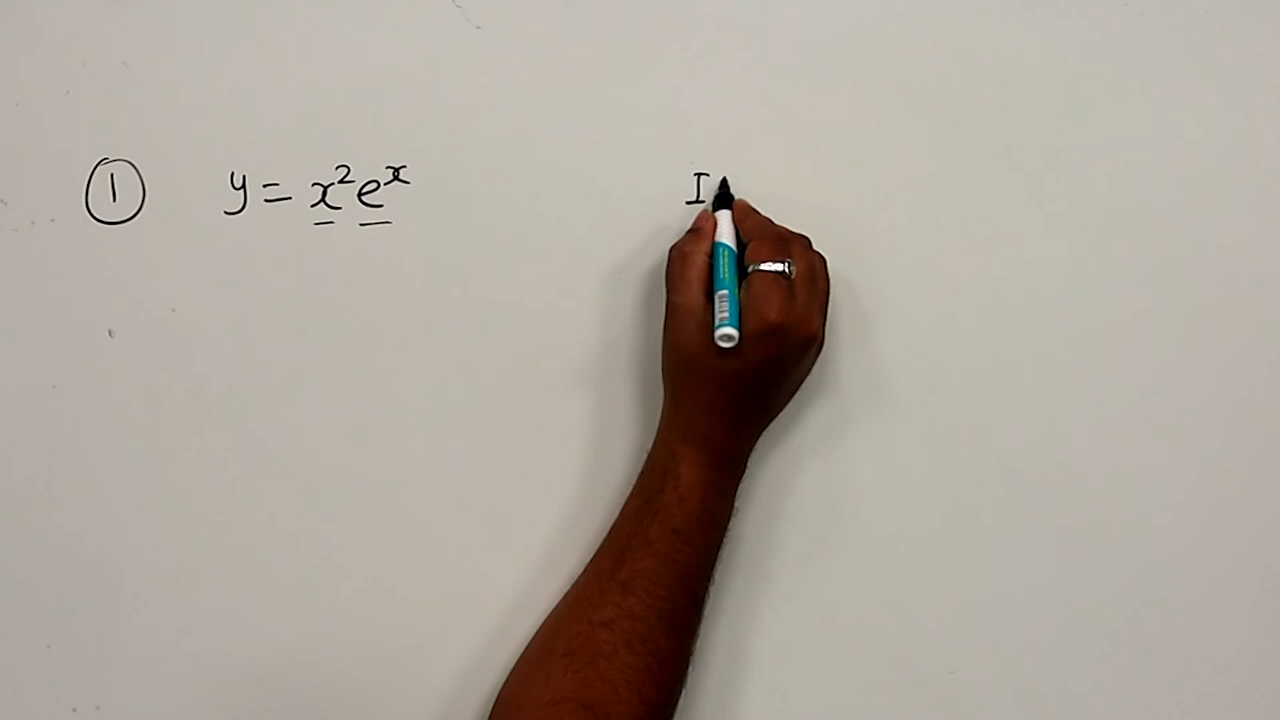 ① y = x²eˣ I